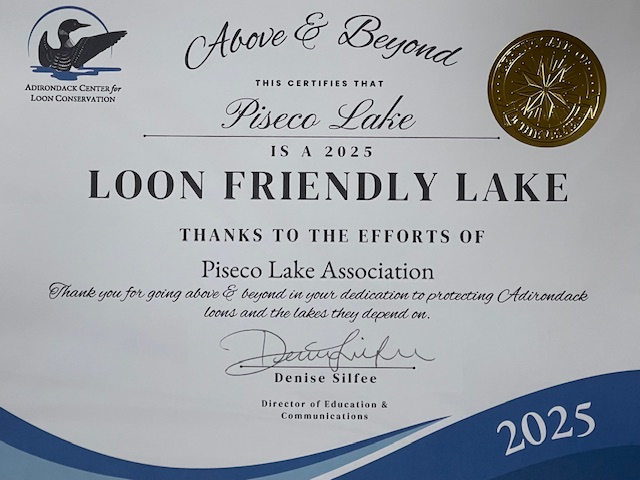 Above & Beyond
ADIRONDACK CENTER for
LOON CONSERVATION
THIS CERTIFIES THAT
Piseco Lake
IS A 2025
LOON FRIENDLY LAKE
THANKS TO THE EFFORTS OF
Piseco Lake Association
Thank you for going above & beyond in your dedication to protecting Adirondack
loons and the lakes they depend on.
Denise Silfee
Denise Silfee
Director of Education &
Communications
2025